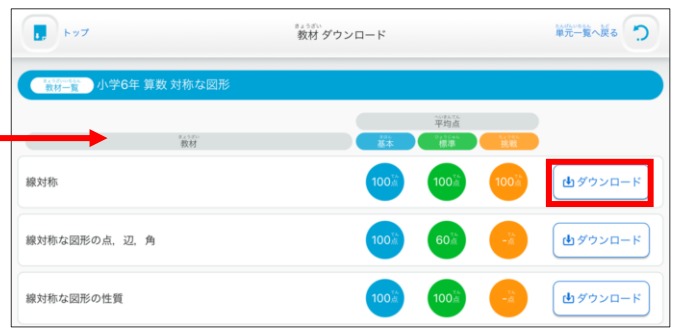 トップ
教材 ダウンロード
単元一覧へ戻る
教材一覧 小学6年 算数 対称な図形
平均点
教材 基本 標準 挑戦
線対称 100点 100点 100点 ダウンロード
線対称な図形の点，辺，角 100点 60点 -点 ダウンロード
線対称な図形の性質 100点 100点 -点 ダウンロード